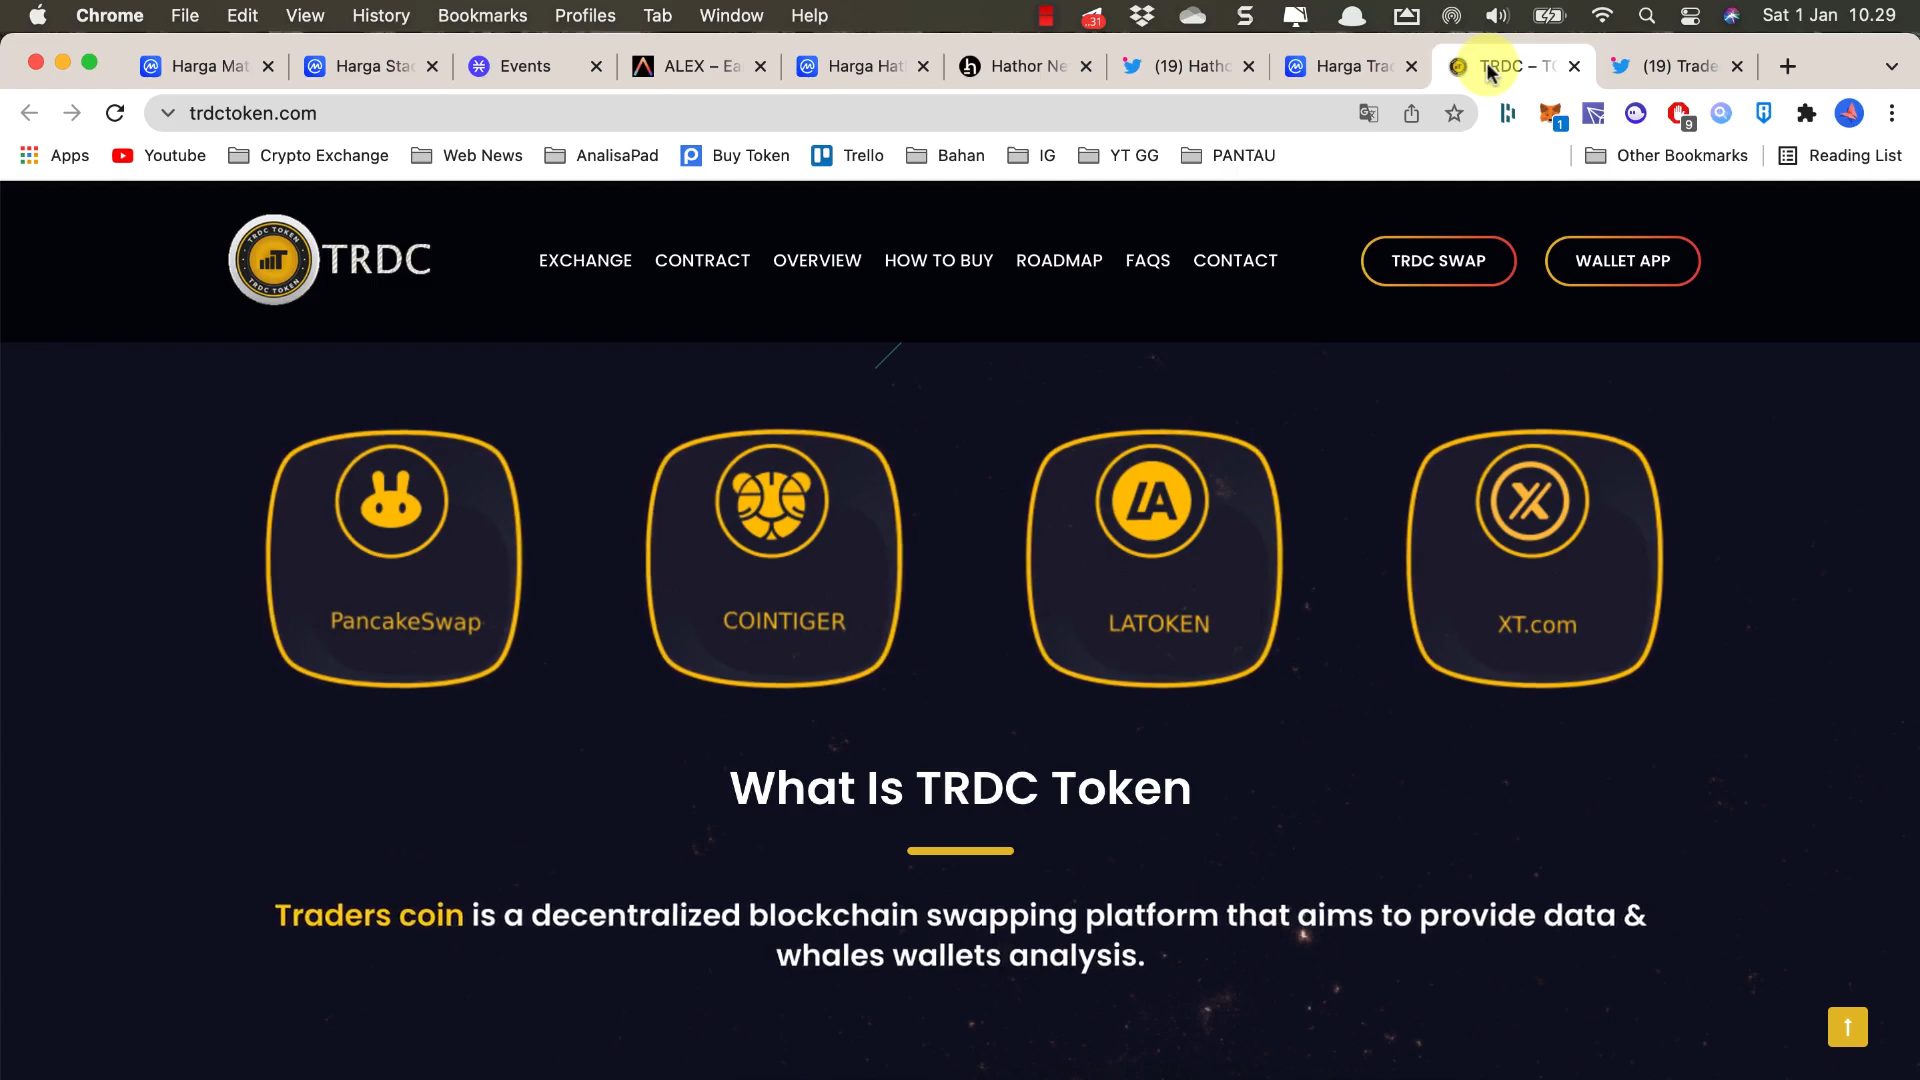 Chrome File Edit View History Bookmarks Profiles Tab Window Help Sat 1 Jan 10.29
Harga Mat Harga Stac Events ALEX – Ea Harga Hat Hathor Ne (19) Hatho Harga Trac TRDC – TO (19) Trade
trdctoken.com
Apps Youtube Crypto Exchange Web News AnalisaPad Buy Token Trello Bahan IG YT GG PANTAU Other Bookmarks Reading List
TRDC TOKEN
TRDC TOKEN
TRDC
EXCHANGE CONTRACT OVERVIEW HOW TO BUY ROADMAP FAQS CONTACT TRDC SWAP WALLET APP
PancakeSwap COINTIGER LATOKEN XT.com
What Is TRDC Token
Traders coin is a decentralized blockchain swapping platform that aims to provide data &
whales wallets analysis.